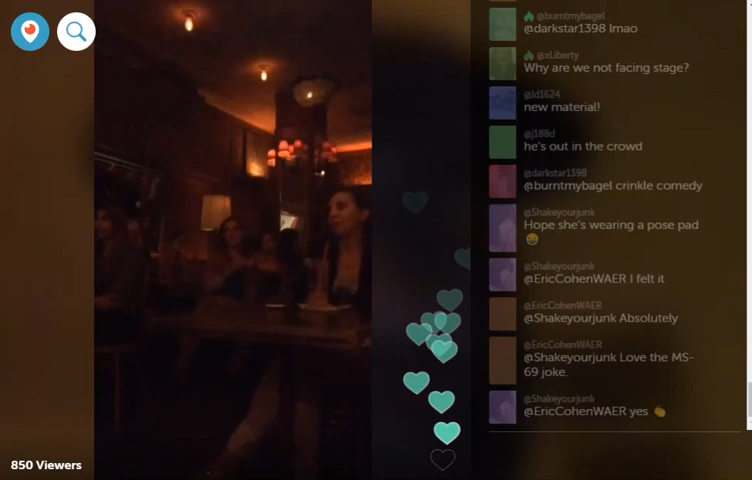 @burntmybagel
@darkstar1398 lmao
@xLiberty
Why are we not facing stage?
@ld1624
new material!
@j188d
he's out in the crowd
@darkstar1398
@burntmybagel crinkle comedy
@Shakeyourjunk
Hope she's wearing a pose pad
@Shakeyourjunk
@EricCohenWAER I felt it
@EricCohenWAER
@Shakeyourjunk Absolutely
@EricCohenWAER
@Shakeyourjunk Love the MS-
69 joke.
@Shakeyourjunk
@EricCohenWAER yes 👏
850 Viewers